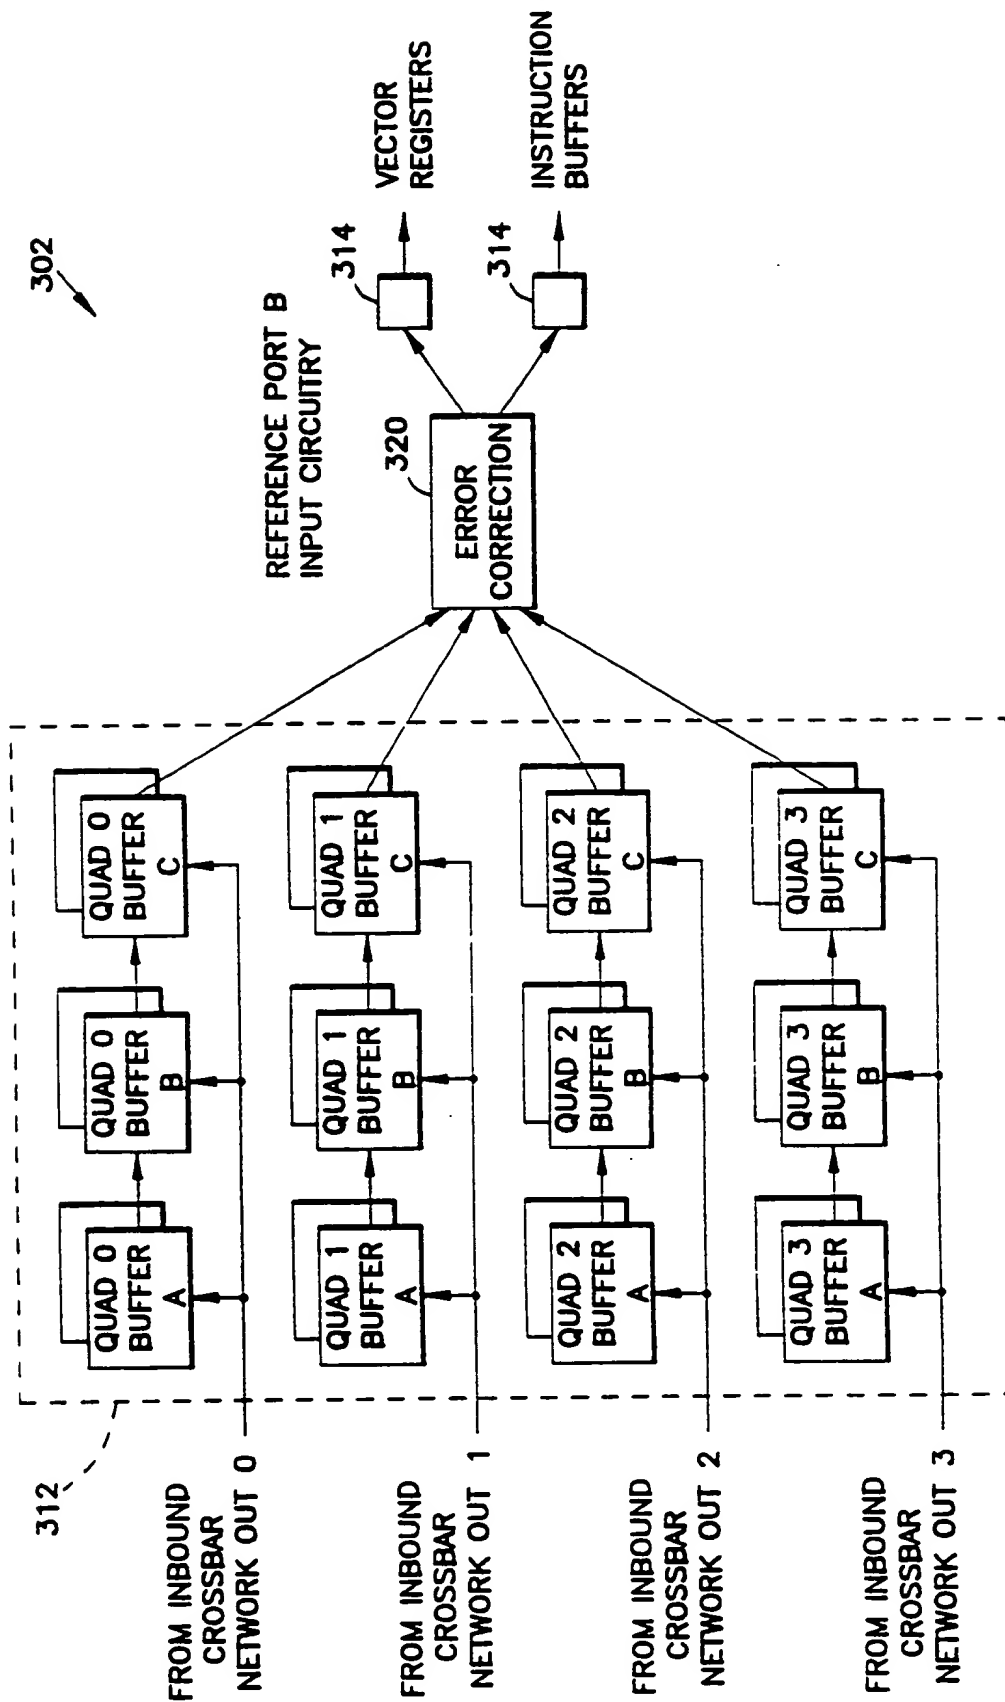 302
REFERENCE PORT B
INPUT CIRCUITRY
312
FROM INBOUND
CROSSBAR
NETWORK OUT 0
QUAD 0
BUFFER
A
QUAD 0
BUFFER
B
QUAD 0
BUFFER
C
FROM INBOUND
CROSSBAR
NETWORK OUT 1
QUAD 1
BUFFER
A
QUAD 1
BUFFER
B
QUAD 1
BUFFER
C
FROM INBOUND
CROSSBAR
NETWORK OUT 2
QUAD 2
BUFFER
A
QUAD 2
BUFFER
B
QUAD 2
BUFFER
C
FROM INBOUND
CROSSBAR
NETWORK OUT 3
QUAD 3
BUFFER
A
QUAD 3
BUFFER
B
QUAD 3
BUFFER
C
320
ERROR
CORRECTION
314
VECTOR
REGISTERS
314
INSTRUCTION
BUFFERS